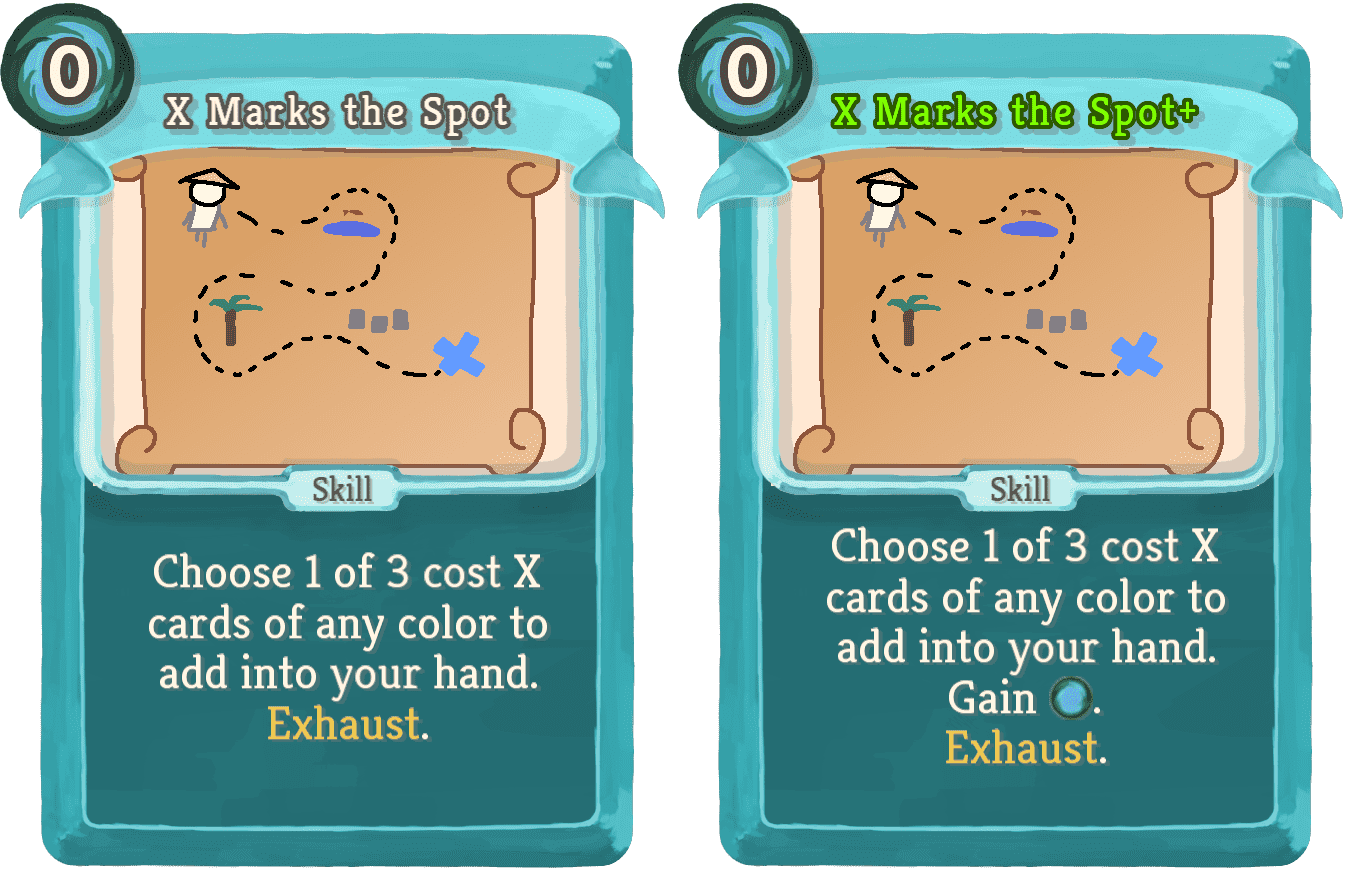 0
X Marks the Spot
Skill
Choose 1 of 3 cost X
cards of any color to
add into your hand.
Exhaust.
0
X Marks the Spot+
Skill
Choose 1 of 3 cost X
cards of any color to
add into your hand.
Gain .
Exhaust.